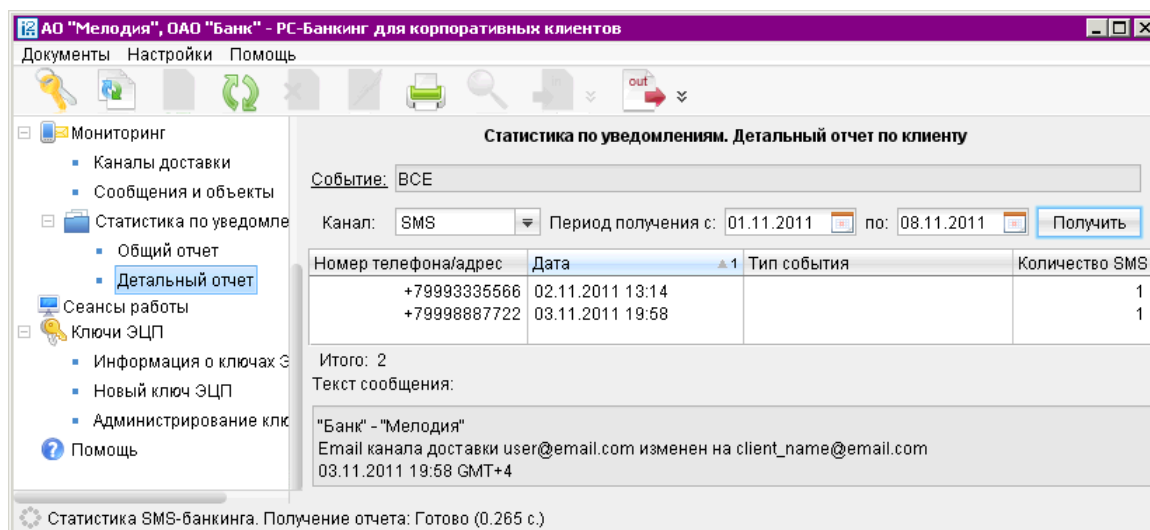 АО "Мелодия", ОАО "Банк" - РС-Банкинг для корпоративных клиентов
Документы Настройки Помощь
in
out
Мониторинг
Каналы доставки
Сообщения и объекты
Статистика по уведомле
Общий отчет
Детальный отчет
Сеансы работы
Ключи ЭЦП
Информация о ключах Э
Новый ключ ЭЦП
Администрирование клю
Помощь
Статистика по уведомлениям. Детальный отчет по клиенту
Событие: ВСЕ
Канал: SMS Период получения с: 01.11.2011 по: 08.11.2011 Получить
Номер телефона/адрес Дата 1 Тип события Количество SMS
+79993335566 02.11.2011 13:14 1
+79998887722 03.11.2011 19:58 1
Итого: 2
Текст сообщения:
"Банк" - "Мелодия"
Email канала доставки user@email.com изменен на client_name@email.com
03.11.2011 19:58 GMT+4
Статистика SMS-банкинга. Получение отчета: Готово (0.265 с.)